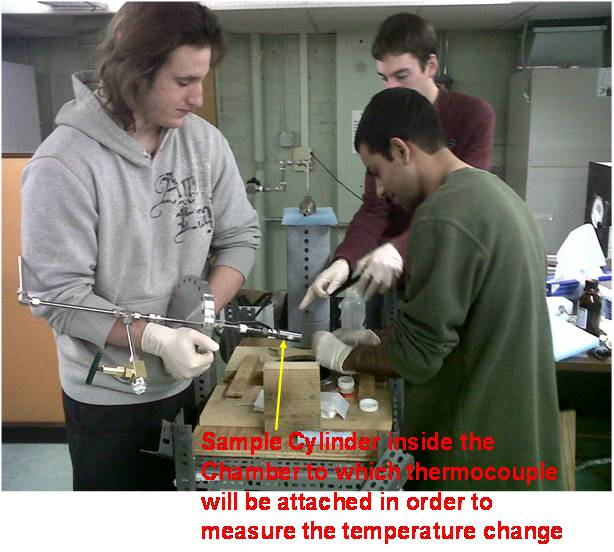 Sample Cylinder inside the
Chamber to which thermocouple
will be attached in order to
measure the temperature change